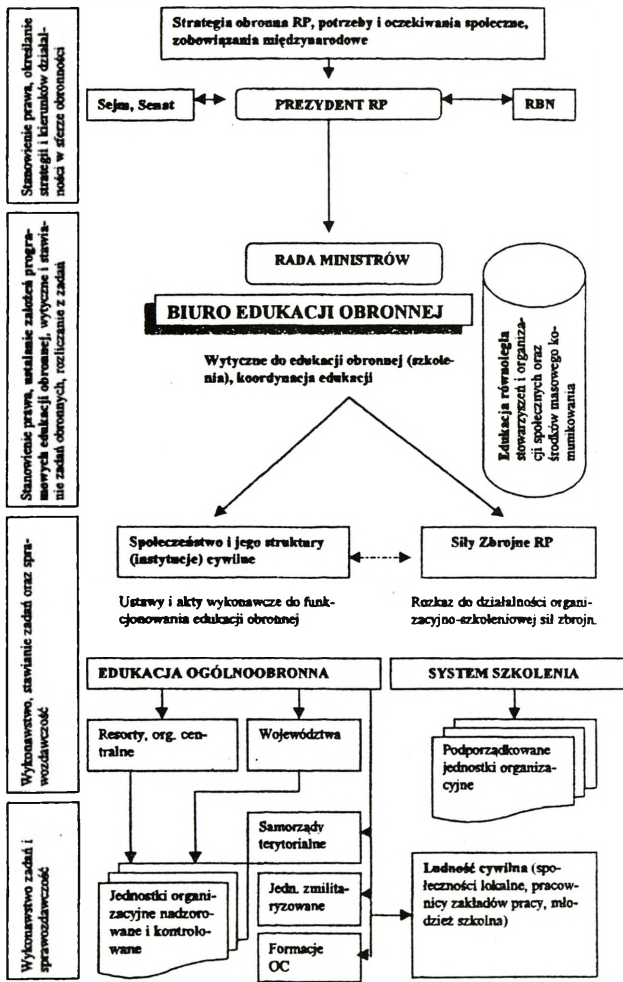 Strategia obronna RP, potrzeby i oczekiwania społeczne,
zobowiązania międzynarodowe
Stanowienie prawa, określanie
strategii i kierunków działal-
ności w sferze obronności
Sejm, Senat
PREZYDENT RP
RBN
Stanowienie prawa, ustalanie założeń progra-
mowych edukacji obronnej, wytyczne i stawia-
nie zadań obronnych, rozliczanie z zadań
RADA MINISTRÓW
BIURO EDUKACJI OBRONNEJ
Wytyczne do edukacji obronnej (szkole-
nia), koordynacja edukacji
Edukacja równoległa
stowarzyszeń i organiza-
cji społecznych oraz
środków masowego ko-
munikowania
Wykonawstwo, stawianie zadań oraz spra-
wozdawczość
Społeczeństwo i jego struktury
(instytucje) cywilne
Siły Zbrojne RP
Ustawy i akty wykonawcze do funk-
cjonowania edukacji obronnej
Rozkaz do działalności organi-
zacyjno-szkoleniowej sił zbrojn.
EDUKACJA OGÓLNOOBRONNA
SYSTEM SZKOLENIA
Resorty, org. cen-
tralne
Województwa
Podporządkowane
jednostki organiza-
cyjne
Wykonawstwo zadań i
sprawozdawczość
Samorządy
terytorialne
Jednostki organi-
zacyjne nadzoro-
wane i kontrolo-
wane
Jedn. zmilita-
ryzowane
Formacje
OC
Ludność cywilna (spo-
łeczności lokalne, pracow-
nicy zakładów pracy, mło-
dzież szkolna)